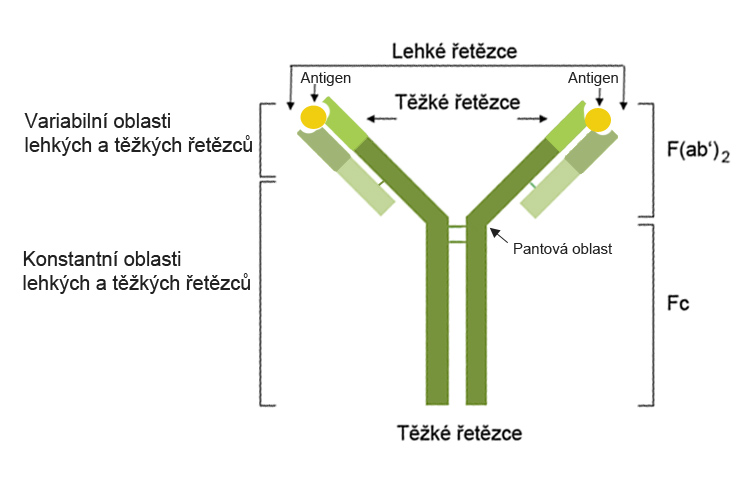 Lehké řetězce
Antigen
Antigen
Těžké řetězce
Variabilní oblasti
lehkých a těžkých řetězců
F(ab‘)2
Pantová oblast
Konstantní oblasti
lehkých a těžkých řetězců
Fc
Těžké řetězce